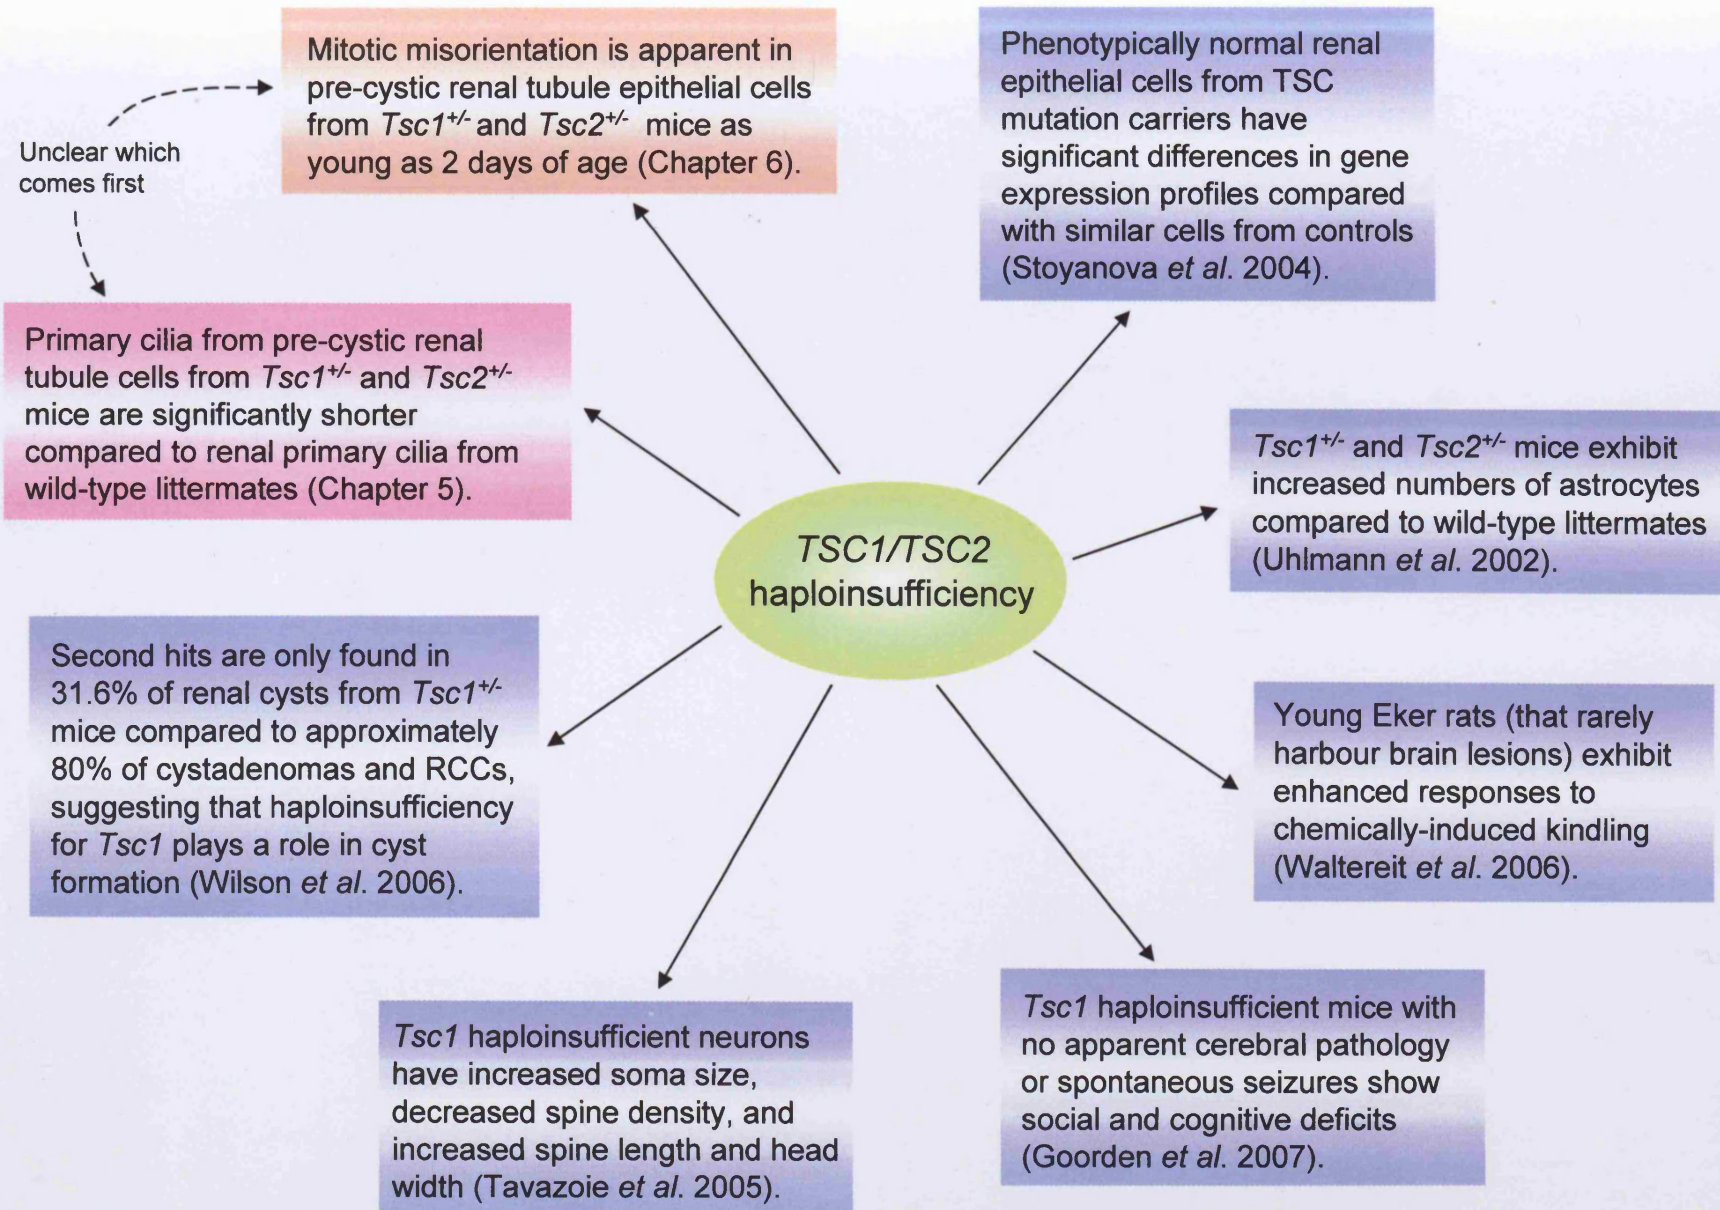 Mitotic misorientation is apparent in
pre-cystic renal tubule epithelial cells
from Tsc1+/- and Tsc2+/- mice as
young as 2 days of age (Chapter 6).
Phenotypically normal renal
epithelial cells from TSC
mutation carriers have
significant differences in gene
expression profiles compared
with similar cells from controls
(Stoyanova et al. 2004).
Unclear which
comes first
Primary cilia from pre-cystic renal
tubule cells from Tsc1+/- and Tsc2+/-
mice are significantly shorter
compared to renal primary cilia from
wild-type littermates (Chapter 5).
Tsc1+/- and Tsc2+/- mice exhibit
increased numbers of astrocytes
compared to wild-type littermates
(Uhlmann et al. 2002).
TSC1/TSC2
haploinsufficiency
Second hits are only found in
31.6% of renal cysts from Tsc1+/-
mice compared to approximately
80% of cystadenomas and RCCs,
suggesting that haploinsufficiency
for Tsc1 plays a role in cyst
formation (Wilson et al. 2006).
Young Eker rats (that rarely
harbour brain lesions) exhibit
enhanced responses to
chemically-induced kindling
(Waltereit et al. 2006).
Tsc1 haploinsufficient neurons
have increased soma size,
decreased spine density, and
increased spine length and head
width (Tavazoie et al. 2005).
Tsc1 haploinsufficient mice with
no apparent cerebral pathology
or spontaneous seizures show
social and cognitive deficits
(Goorden et al. 2007).